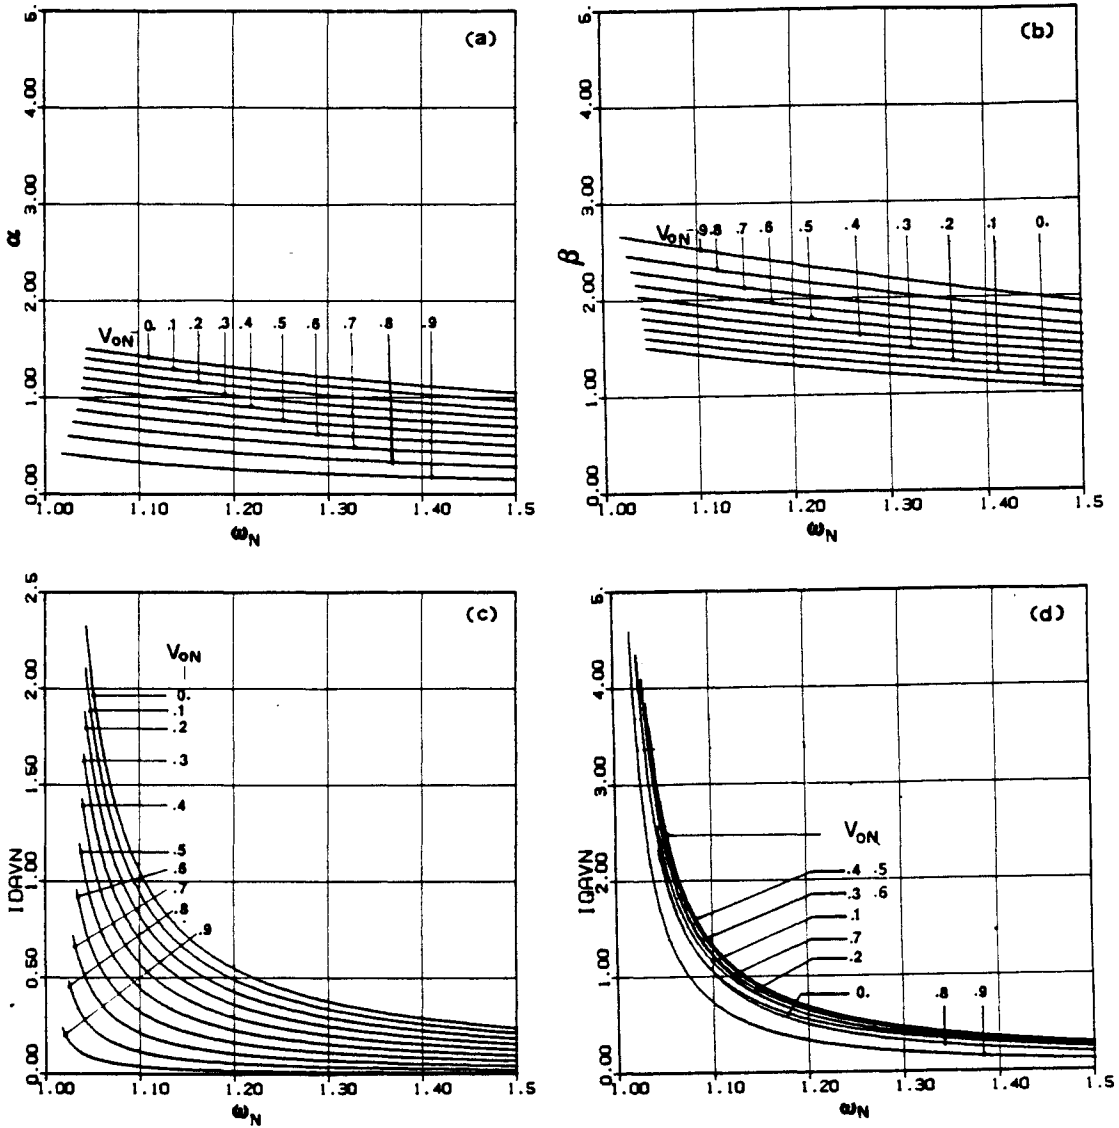 (a)
5.
4.00
3.00
2.00
1.00
0.00
α
VON- 0. .1 .2 .3 .4 .5 .6 .7 .8 .9
1.00 1.10 1.20 1.30 1.40 1.5
ωN
(b)
5.
4.00
3.00
2.00
1.00
0.00
β
VON- .9 .8 .7 .6 .5 .4 .3 .2 .1 0.
1.00 1.10 1.20 1.30 1.40 1.5
ωN
(c)
2.5
2.00
1.50
1.00
0.50
0.00
IDAVN
VON
0.
.1
.2
.3
.4
.5
.6
.7
.8
.9
1.00 1.10 1.20 1.30 1.40 1.5
ωN
(d)
5.
4.00
3.00
2.00
1.00
0.00
IQAVN
VON
.4 .5
.3 .6
.1
.7
.2
0. .8 .9
1.00 1.10 1.20 1.30 1.40 1.5
ωN